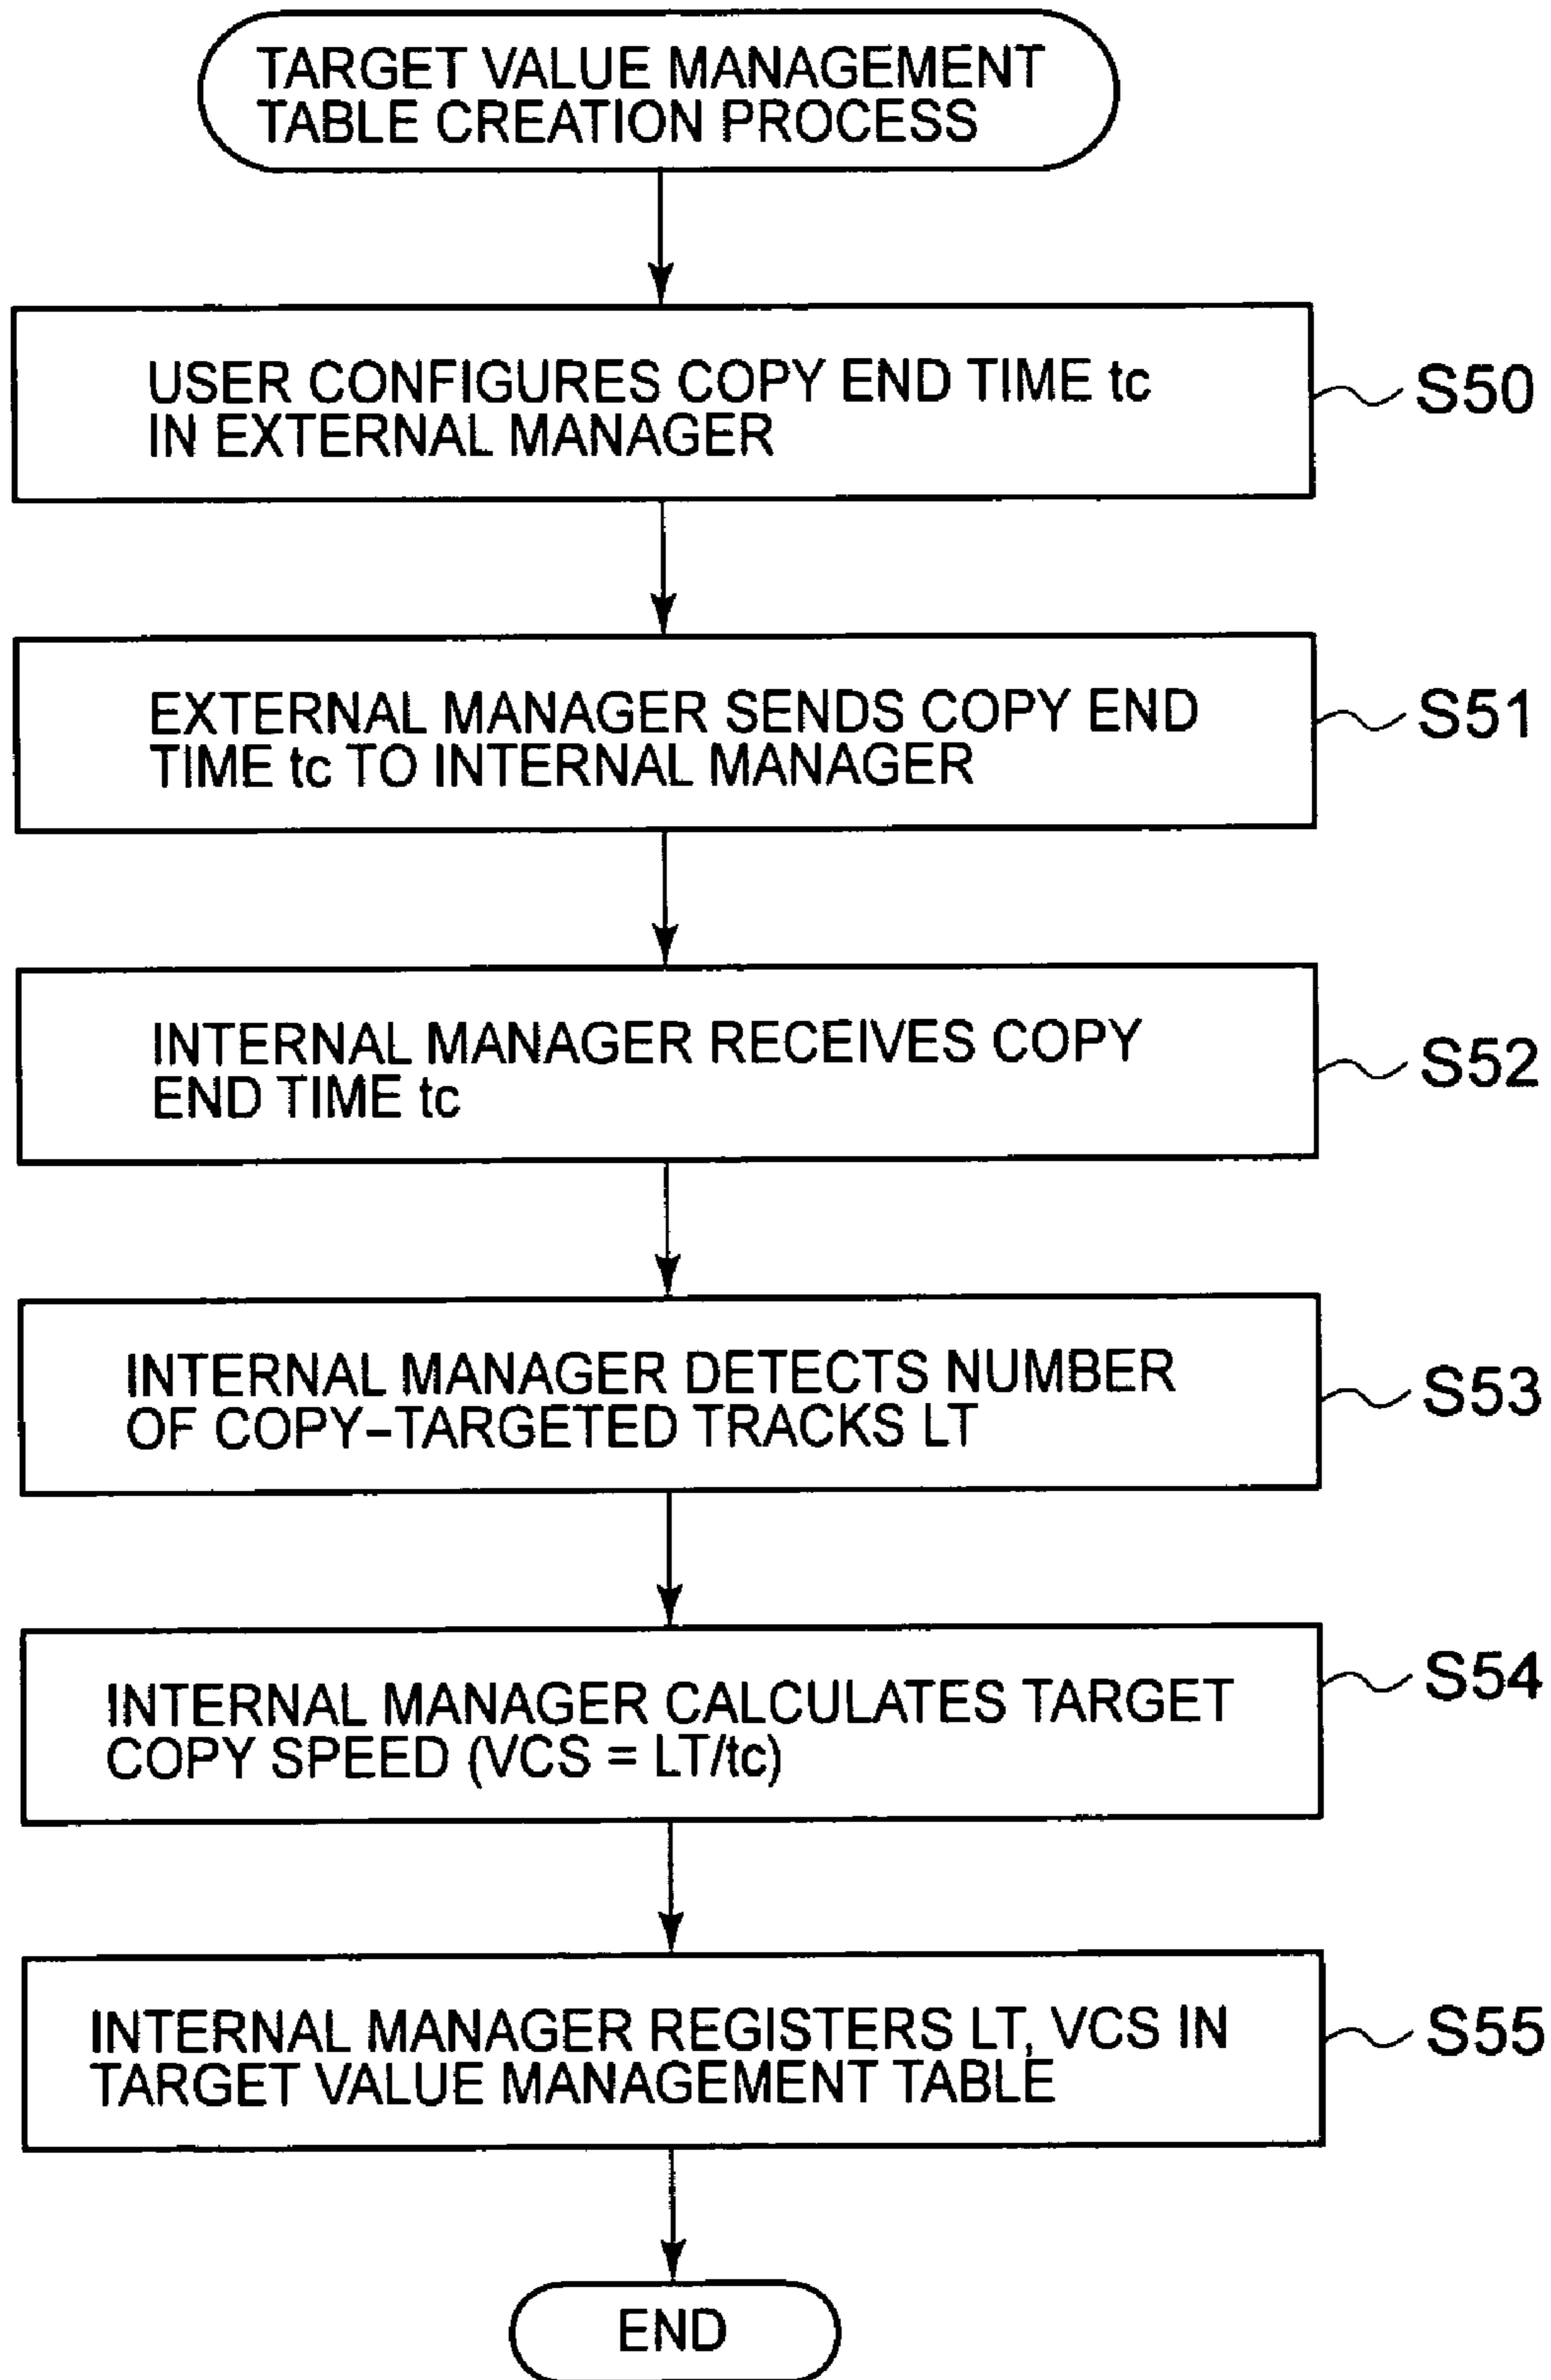 TARGET VALUE MANAGEMENT
TABLE CREATION PROCESS
USER CONFIGURES COPY END TIME tc
IN EXTERNAL MANAGER
S50
EXTERNAL MANAGER SENDS COPY END
TIME tc TO INTERNAL MANAGER
S51
INTERNAL MANAGER RECEIVES COPY
END TIME tc
S52
INTERNAL MANAGER DETECTS NUMBER
OF COPY-TARGETED TRACKS LT
S53
INTERNAL MANAGER CALCULATES TARGET
COPY SPEED (VCS = LT/tc)
S54
INTERNAL MANAGER REGISTERS LT, VCS IN
TARGET VALUE MANAGEMENT TABLE
S55
END